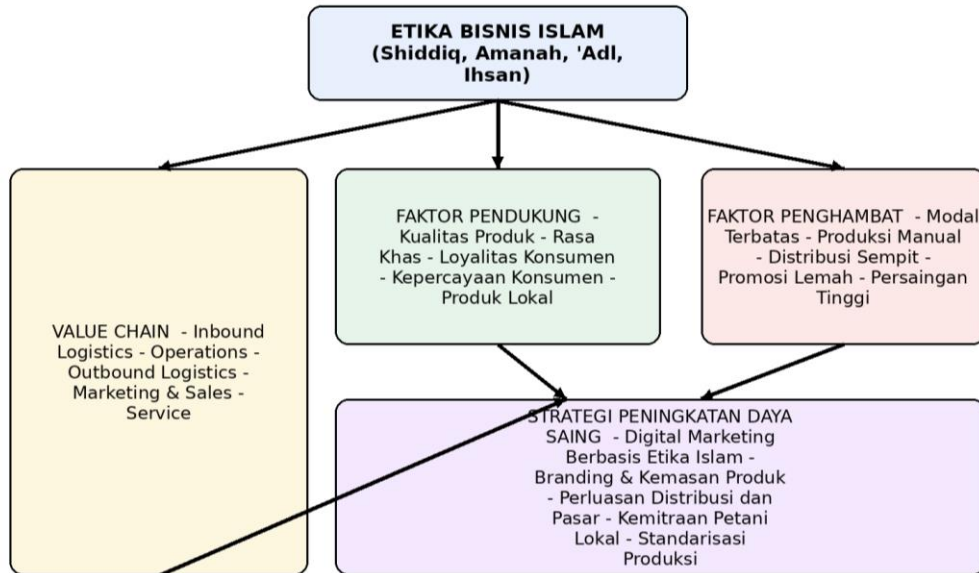 ETIKA BISNIS ISLAM
(Shiddiq, Amanah, 'Adl,
Ihsan)
VALUE CHAIN - Inbound
Logistics - Operations -
Outbound Logistics -
Marketing & Sales -
Service
FAKTOR PENDUKUNG -
Kualitas Produk - Rasa
Khas - Loyalitas Konsumen
- Kepercayaan Konsumen -
Produk Lokal
FAKTOR PENGHAMBAT - Modal
Terbatas - Produksi Manual
- Distribusi Sempit -
Promosi Lemah - Persaingan
Tinggi
STRATEGI PENINGKATAN DAYA
SAING - Digital Marketing
Berbasis Etika Islam -
Branding & Kemasan Produk
- Perluasan Distribusi dan
Pasar - Kemitraan Petani
Lokal - Standarisasi
Produksi